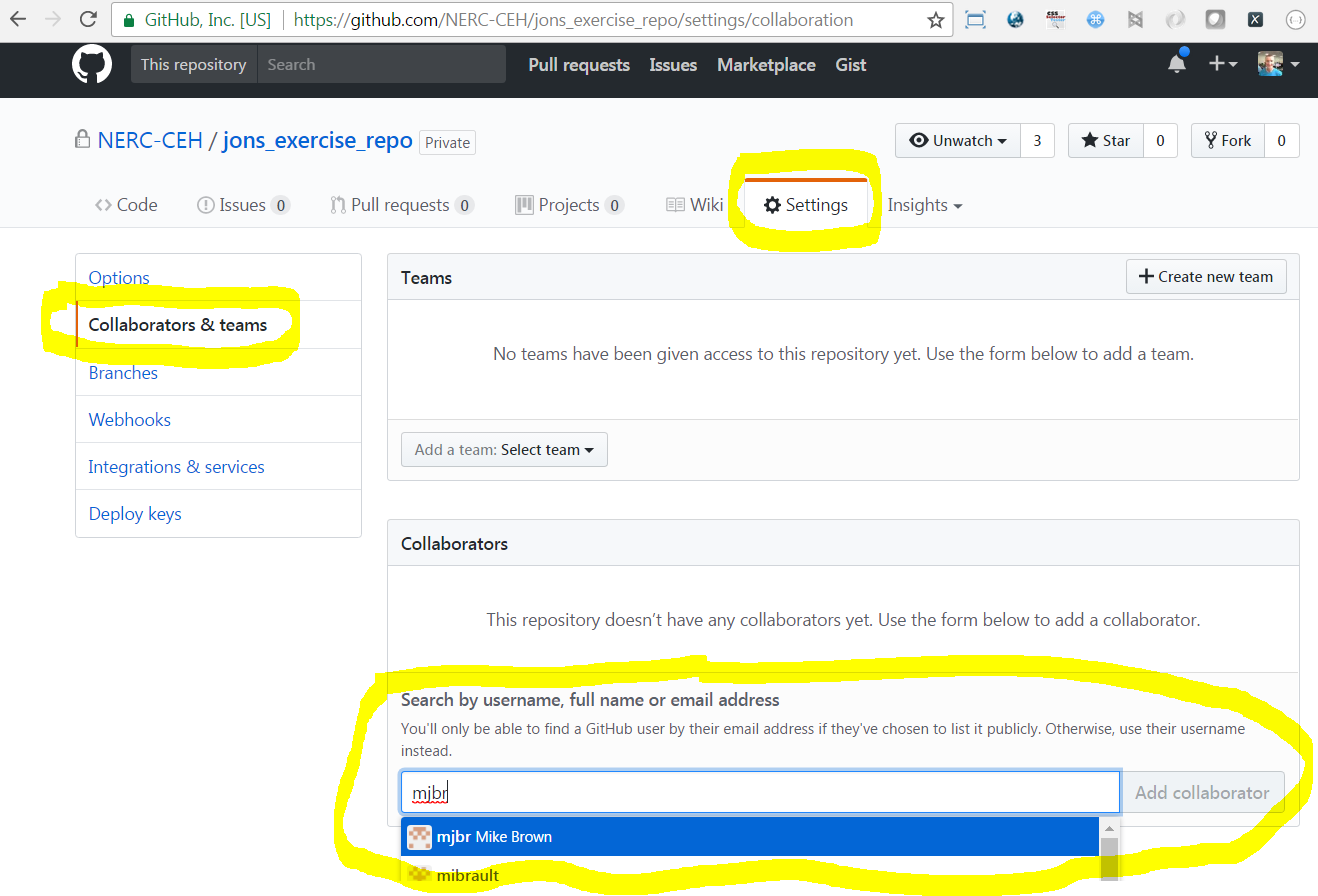 GitHub, Inc. [US] https://github.com/NERC-CEH/jons_exercise_repo/settings/collaboration
This repository Search Pull requests Issues Marketplace Gist
NERC-CEH / jons_exercise_repo Private Unwatch 3 Star 0 Fork 0
Code Issues 0 Pull requests 0 Projects 0 Wiki Settings Insights
Options
Collaborators & teams
Branches
Webhooks
Integrations & services
Deploy keys
Teams Create new team
No teams have been given access to this repository yet. Use the form below to add a team.
Add a team: Select team
Collaborators
This repository doesn’t have any collaborators yet. Use the form below to add a collaborator.
Search by username, full name or email address
You'll only be able to find a GitHub user by their email address if they've chosen to list it publicly. Otherwise, use their username
instead.
mjbr Add collaborator
mjbr Mike Brown
mibrault